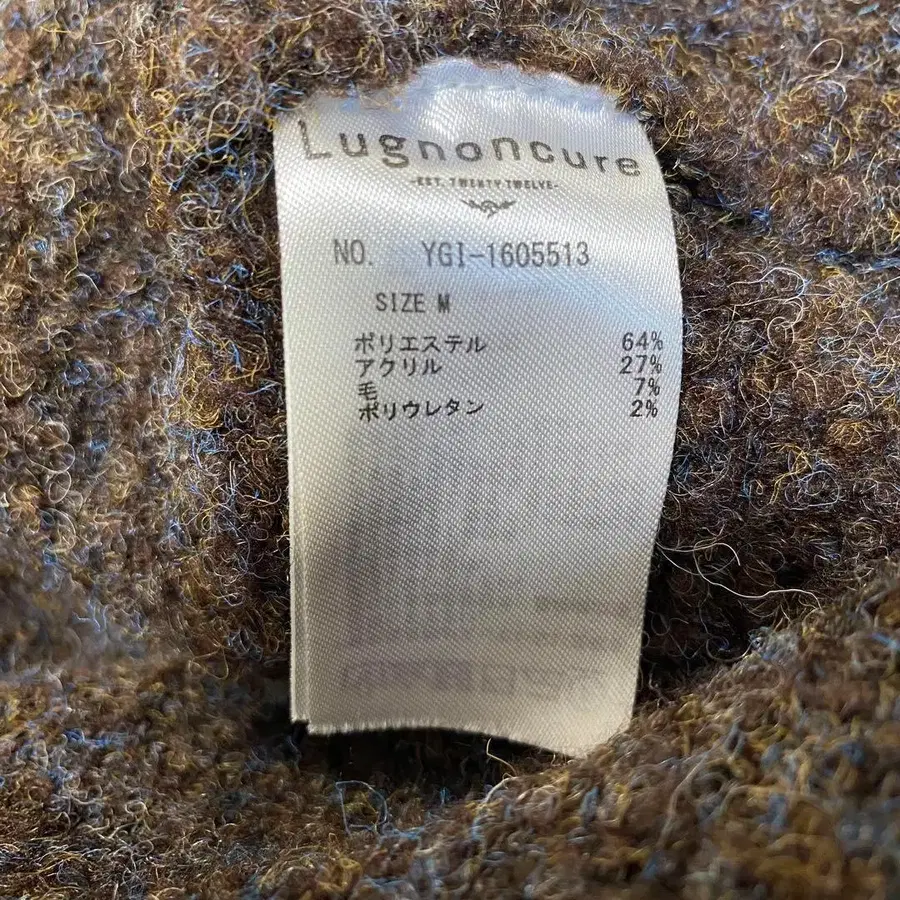 Lugnoncure
-EST. TWENTY TWELVE-
NO. YGI-1605513
SIZE M
ポリエステル 64%
アクリル 27%
毛 7%
ポリウレタン 2%